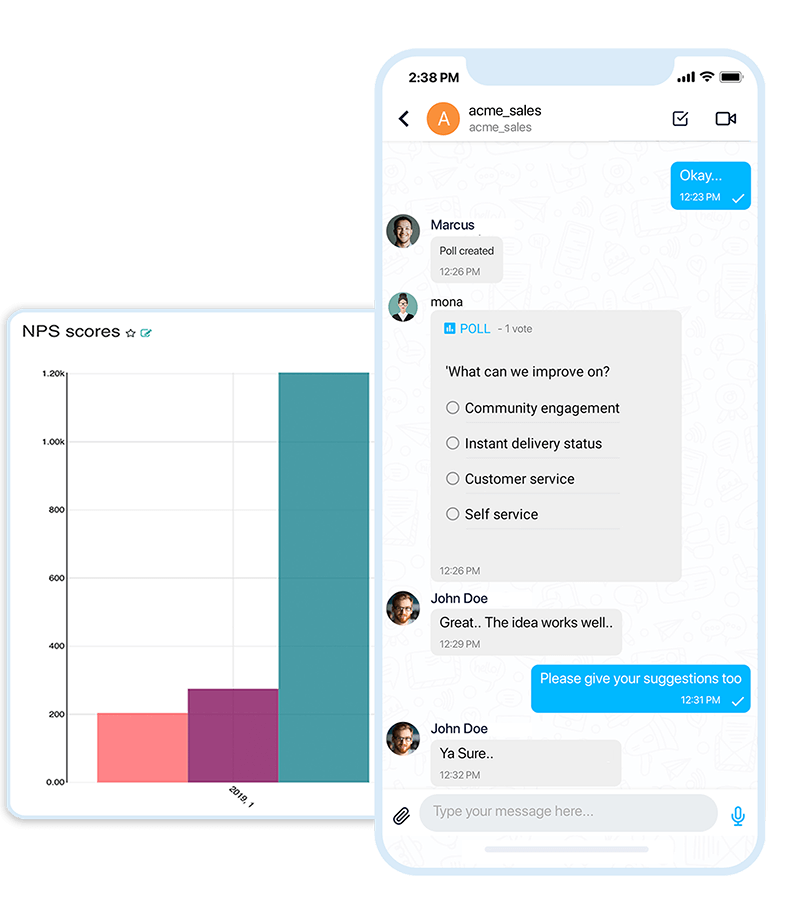 NPS scores
1.20k
1.00k
800
600
400
200
0.00
2019, 1
2:38 PM
A
acme_sales
acme_sales
Okay...
12:23 PM
Marcus
Poll created
12:26 PM
mona
POLL - 1 vote
'What can we improve on?
Community engagement
Instant delivery status
Customer service
Self service
12:26 PM
John Doe
Great.. The idea works well..
12:29 PM
Please give your suggestions too
12:31 PM
John Doe
Ya Sure..
12:32 PM
Type your message here...